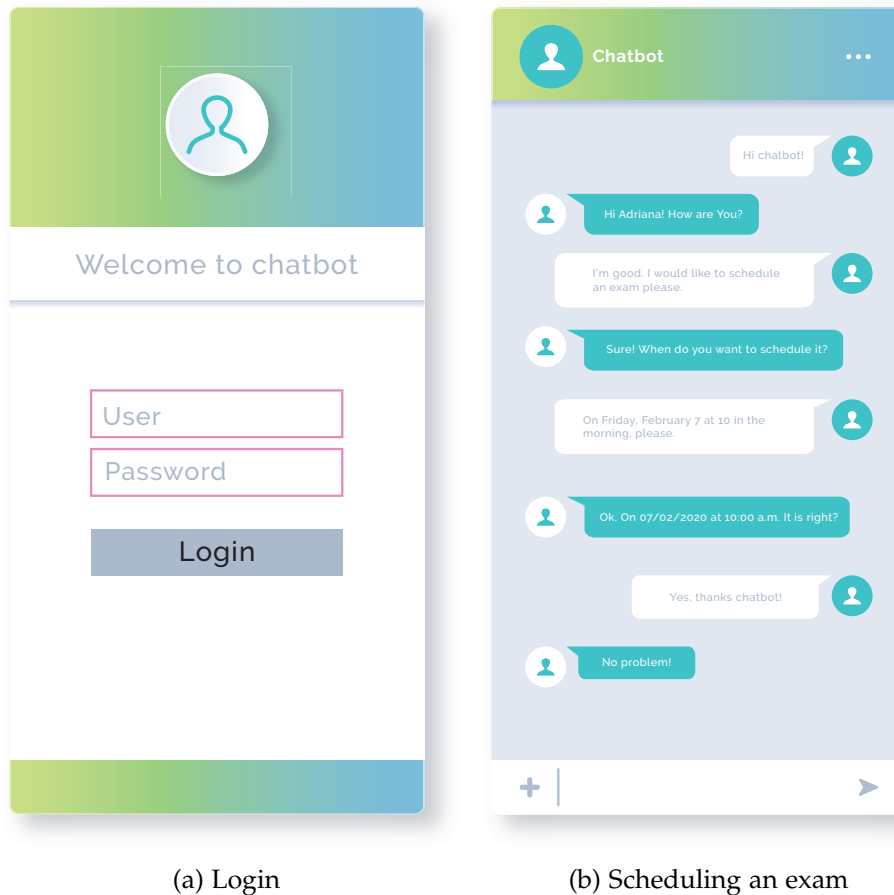 Welcome to chatbot
User
Password
Login
(a) Login
Chatbot
Hi chatbot!
Hi Adriana! How are You?
I'm good. I would like to schedule
an exam please.
Sure! When do you want to schedule it?
On Friday, February 7 at 10 in the
morning, please.
Ok. On 07/02/2020 at 10:00 a.m. It is right?
Yes, thanks chatbot!
No problem!
(b) Scheduling an exam